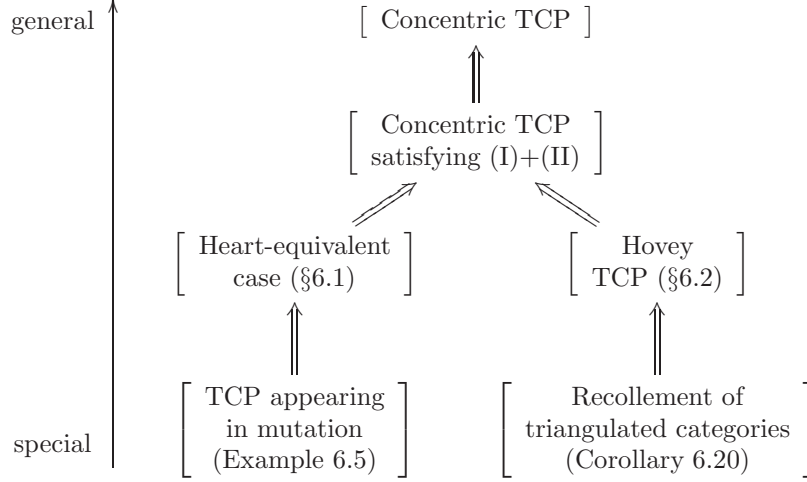 general
[ Concentric TCP ]
Concentric TCP
satisfying (I)+(II)
Heart-equivalent
case (§6.1)
Hovey
TCP (§6.2)
TCP appearing
in mutation
(Example 6.5)
Recollement of
triangulated categories
(Corollary 6.20)
special